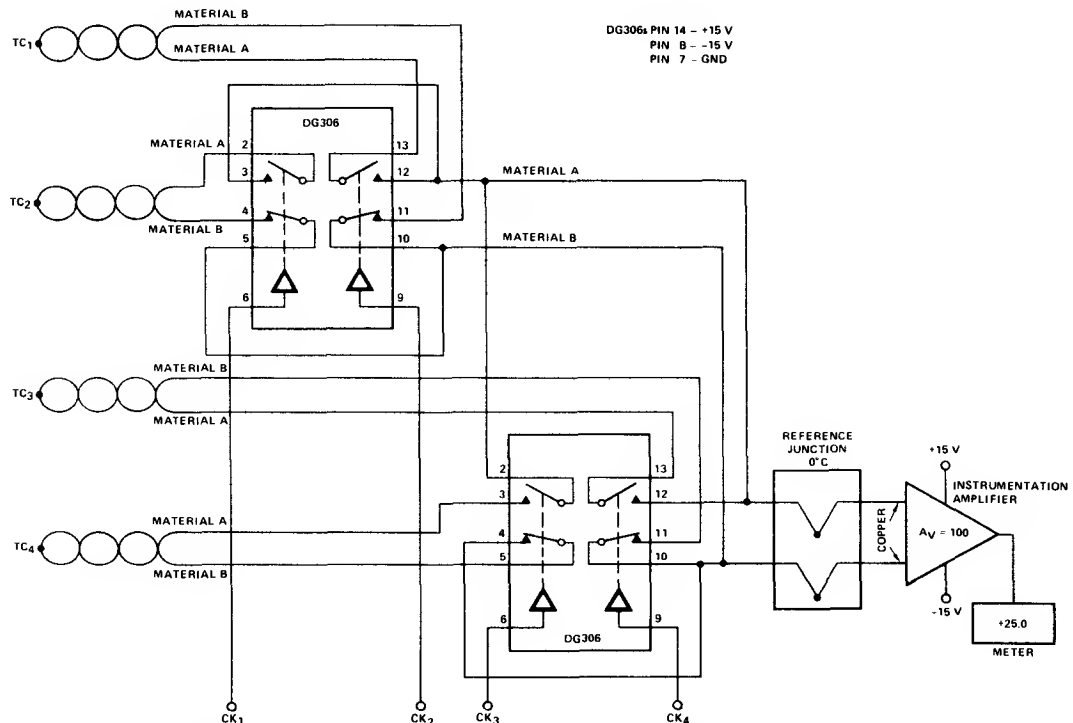 MATERIAL B
TC1
MATERIAL A
DG306s PIN 14 – +15 V
PIN 8 – -15 V
PIN 7 – GND
DG306
MATERIAL A
2
13
3
12
MATERIAL A
TC2
4
11
MATERIAL B
5
10
MATERIAL B
6
9
MATERIAL B
TC3
MATERIAL A
REFERENCE
JUNCTION
0°C
+15 V
INSTRUMENTATION
AMPLIFIER
2
13
3
12
MATERIAL A
TC4
4
11
COPPER
AV = 100
5
10
MATERIAL B
-15 V
6
9
+25.0
DG306
METER
CK1
CK2
CK3
CK4